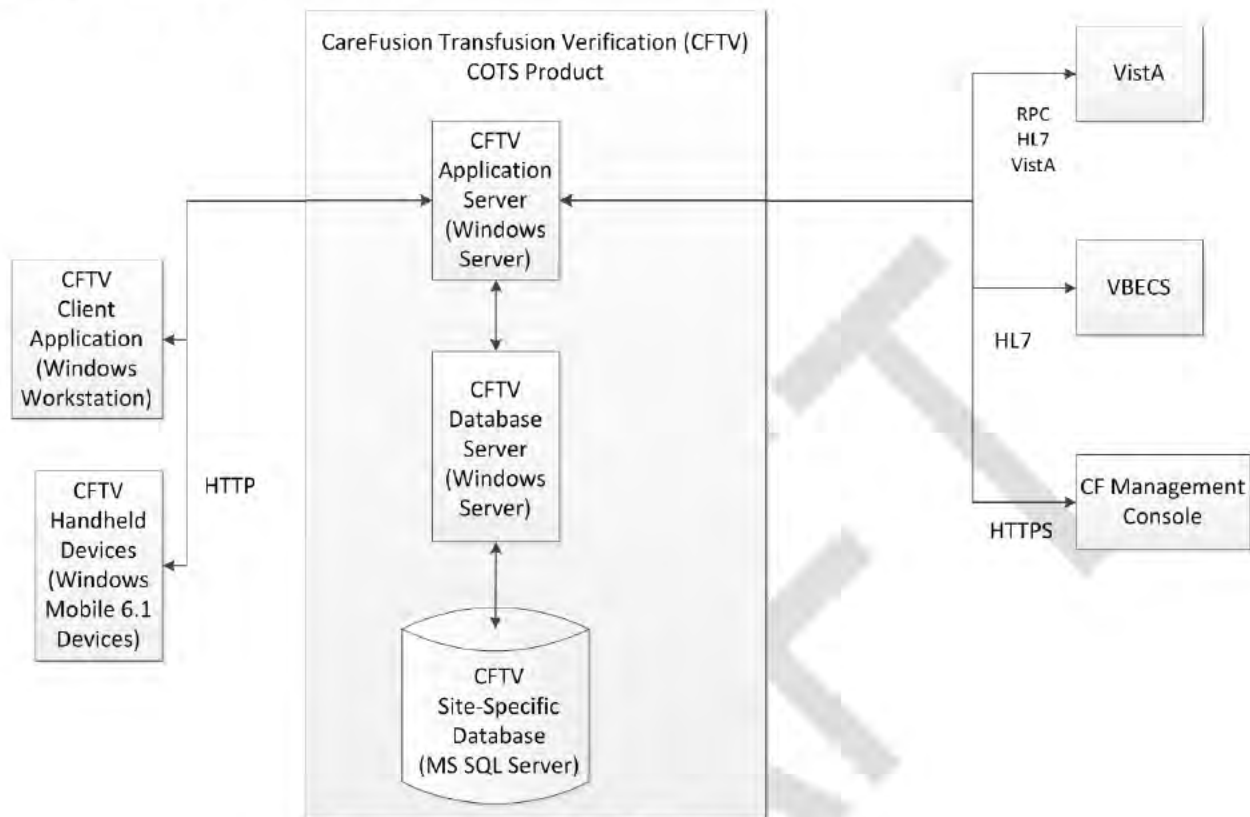 CareFusion Transfusion Verification (CFTV)
COTS Product
VistA
RPC
HL7
VistA
CFTV
Application
Server
(Windows
Server)
CFTV
Client
Application
(Windows
Workstation)
VBECS
HL7
CFTV
Database
Server
(Windows
Server)
CFTV
Handheld
Devices
(Windows
Mobile 6.1
Devices)
HTTP
CF Management
Console
HTTPS
CFTV
Site-Specific
Database
(MS SQL Server)